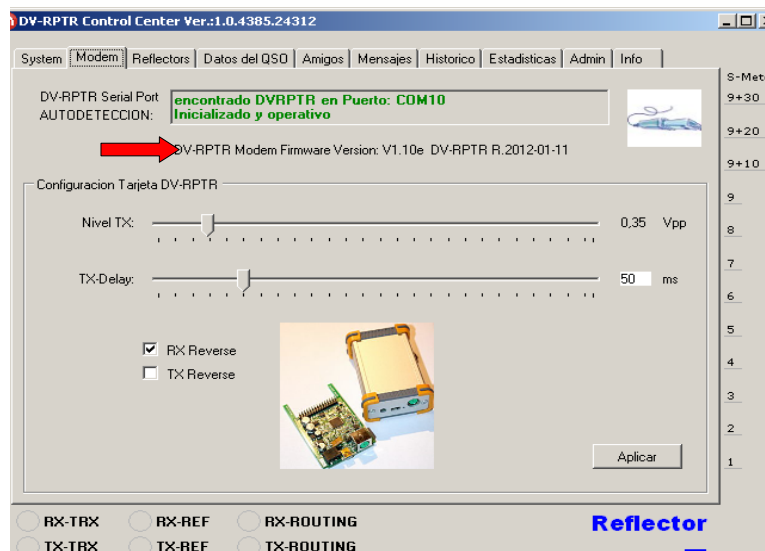 DV-RPTR Control Center Ver.:1.0.4385.24312
System Modem Reflectors Datos del QSO Amigos Mensajes Historico Estadisticas Admin Info
S-Met
DV-RPTR Serial Port
AUTODETECCION:
encontrado DVRPTR en Puerto: COM10
Inicializado y operativo
9+30
9+20
DV-RPTR Modem Firmware Version: V1.10e DV-RPTR R.2012-01-11
9+10
Configuracion Tarjeta DV-RPTR
9
Nivel TX: 0,35 Vpp
8
7
TX-Delay: 50 ms
6
5
RX Reverse
4
TX Reverse
3
2
Aplicar
1
RX-TRX RX-REF RX-ROUTING Reflector
TX-TRX TX-REF TX-ROUTING